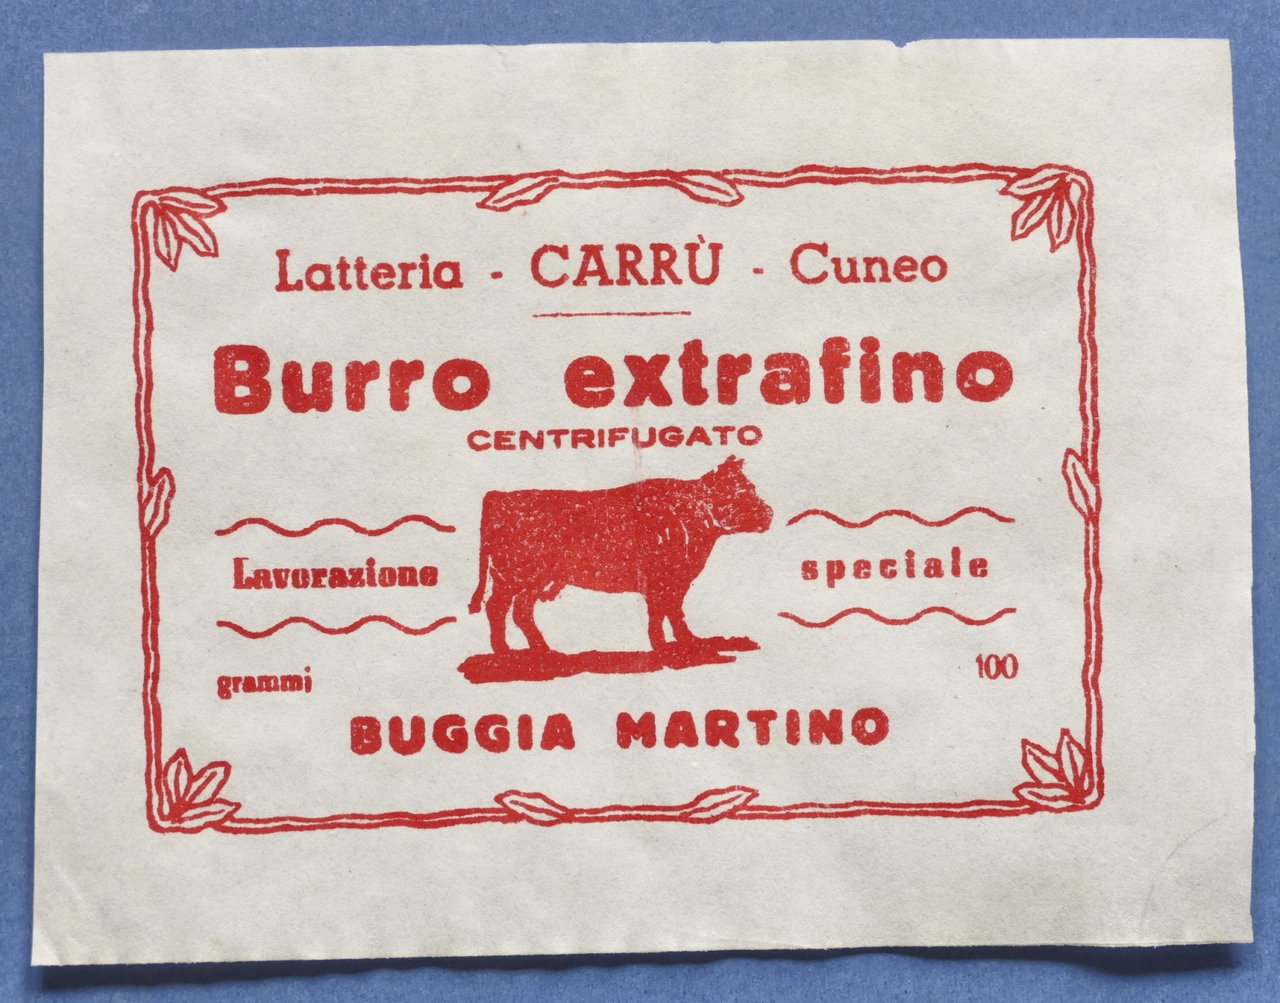 Latteria - CARRÙ - Cuneo
Burro extrafino
CENTRIFUGATO
Lavorazione speciale
grammi 100
BUGGIA MARTINO